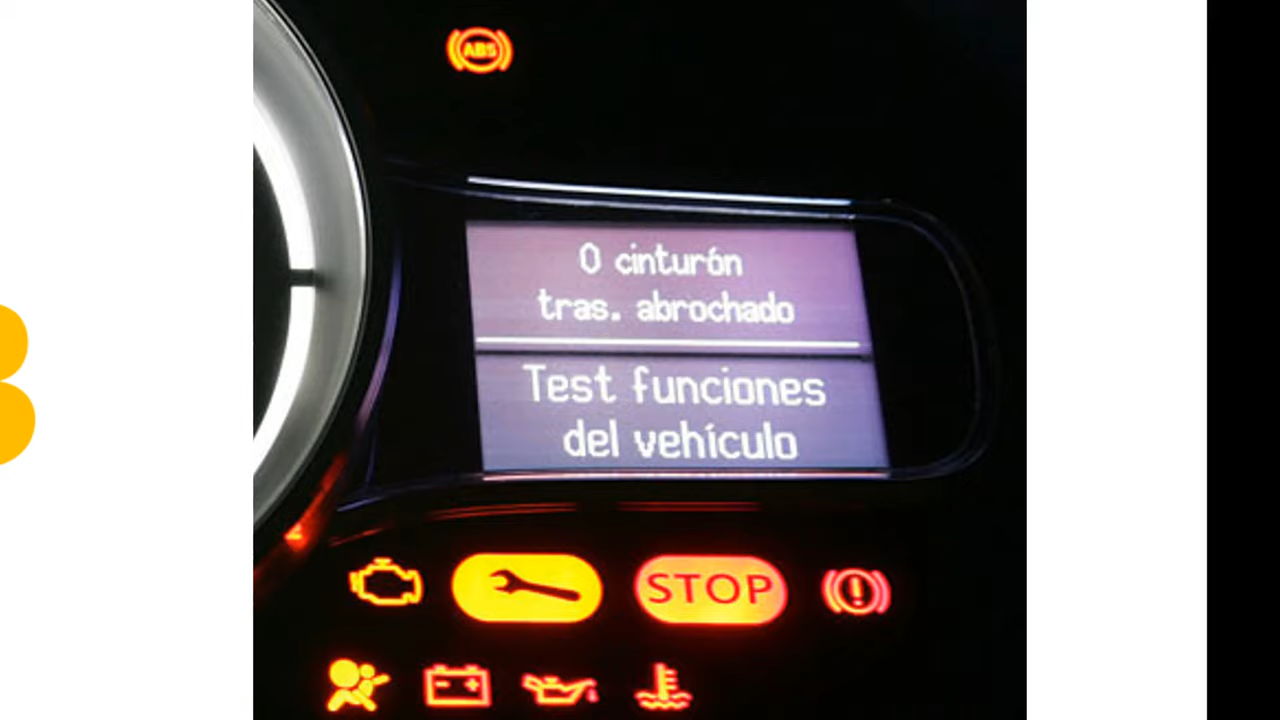 ABS
0 cinturón
tras. abrochado
Test funciones
del vehículo
STOP